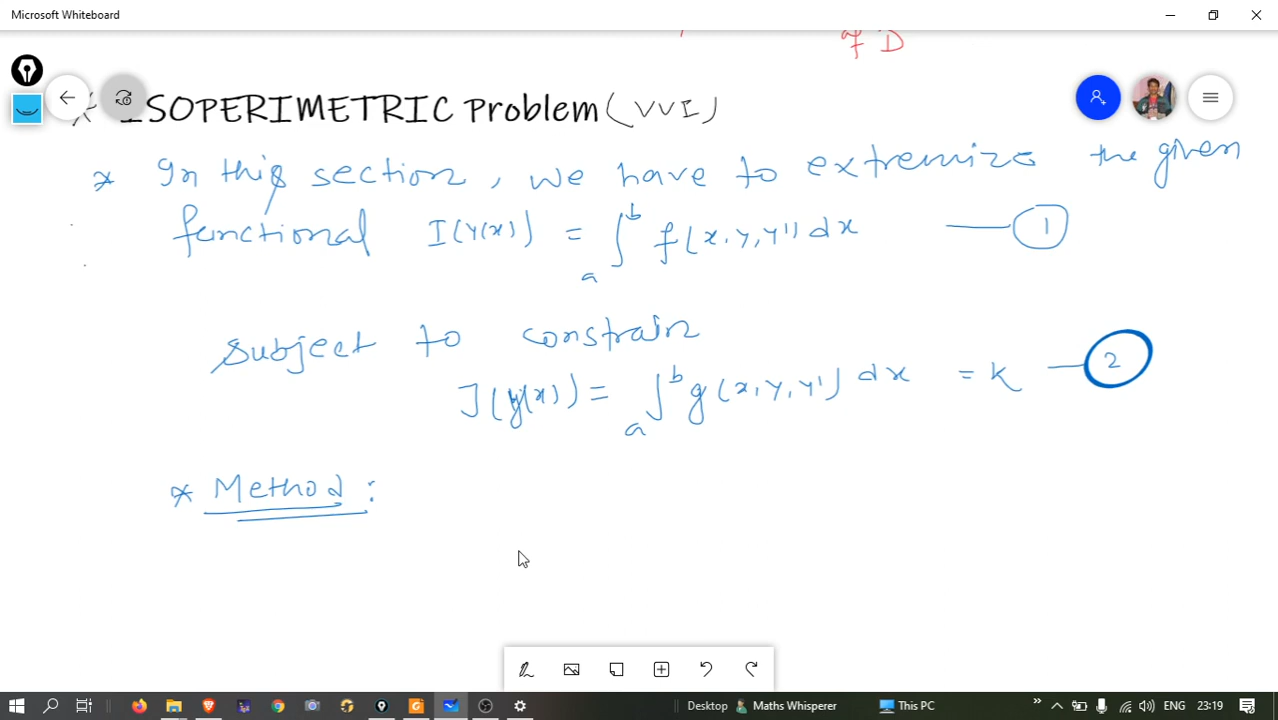 Microsoft Whiteboard
of D
* ISOPERIMETRIC Problem (VVI)
* In this section, we have to extremize the given
functional I(y(x)) = ∫_a^b f(x, y, y') dx — (1)
subject to constrain
J(y(x)) = ∫_a^b g(x, y, y') dx = k — (2)
* Method :
Desktop Maths Whisperer This PC ENG 23:19